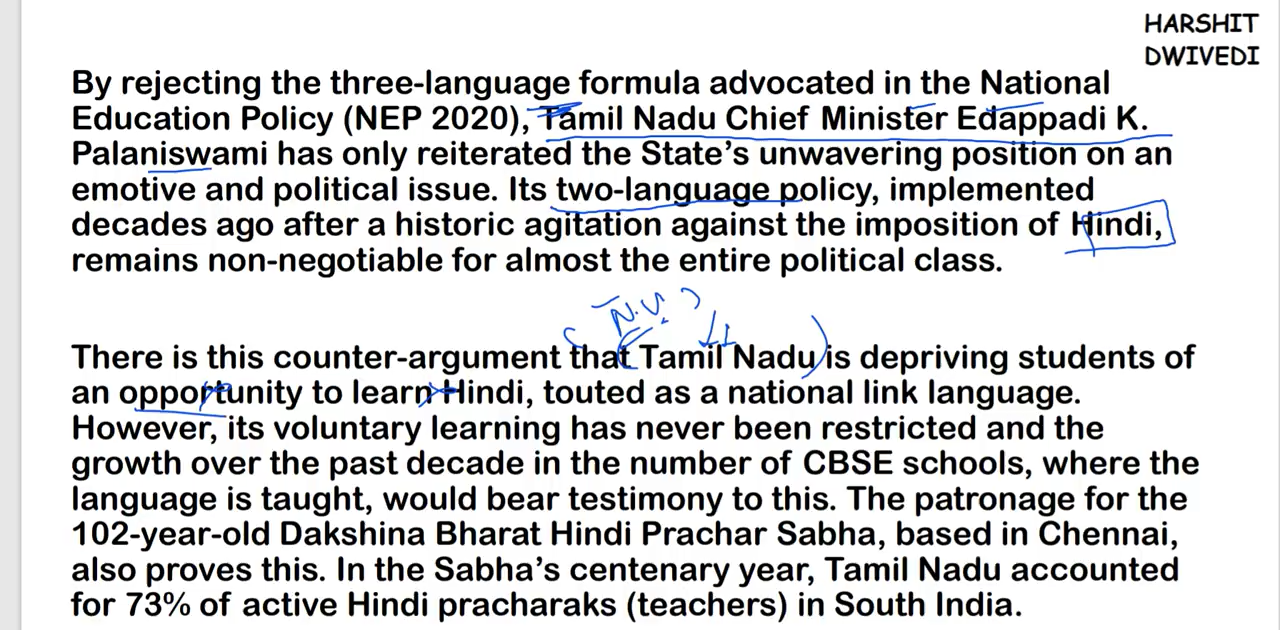 HARSHIT
DWIVEDI
By rejecting the three-language formula advocated in the National
Education Policy (NEP 2020), Tamil Nadu Chief Minister Edappadi K.
Palaniswami has only reiterated the State's unwavering position on an
emotive and political issue. Its two-language policy, implemented
decades ago after a historic agitation against the imposition of Hindi,
remains non-negotiable for almost the entire political class.
There is this counter-argument that Tamil Nadu is depriving students of
an opportunity to learn Hindi, touted as a national link language.
However, its voluntary learning has never been restricted and the
growth over the past decade in the number of CBSE schools, where the
language is taught, would bear testimony to this. The patronage for the
102-year-old Dakshina Bharat Hindi Prachar Sabha, based in Chennai,
also proves this. In the Sabha's centenary year, Tamil Nadu accounted
for 73% of active Hindi pracharaks (teachers) in South India.